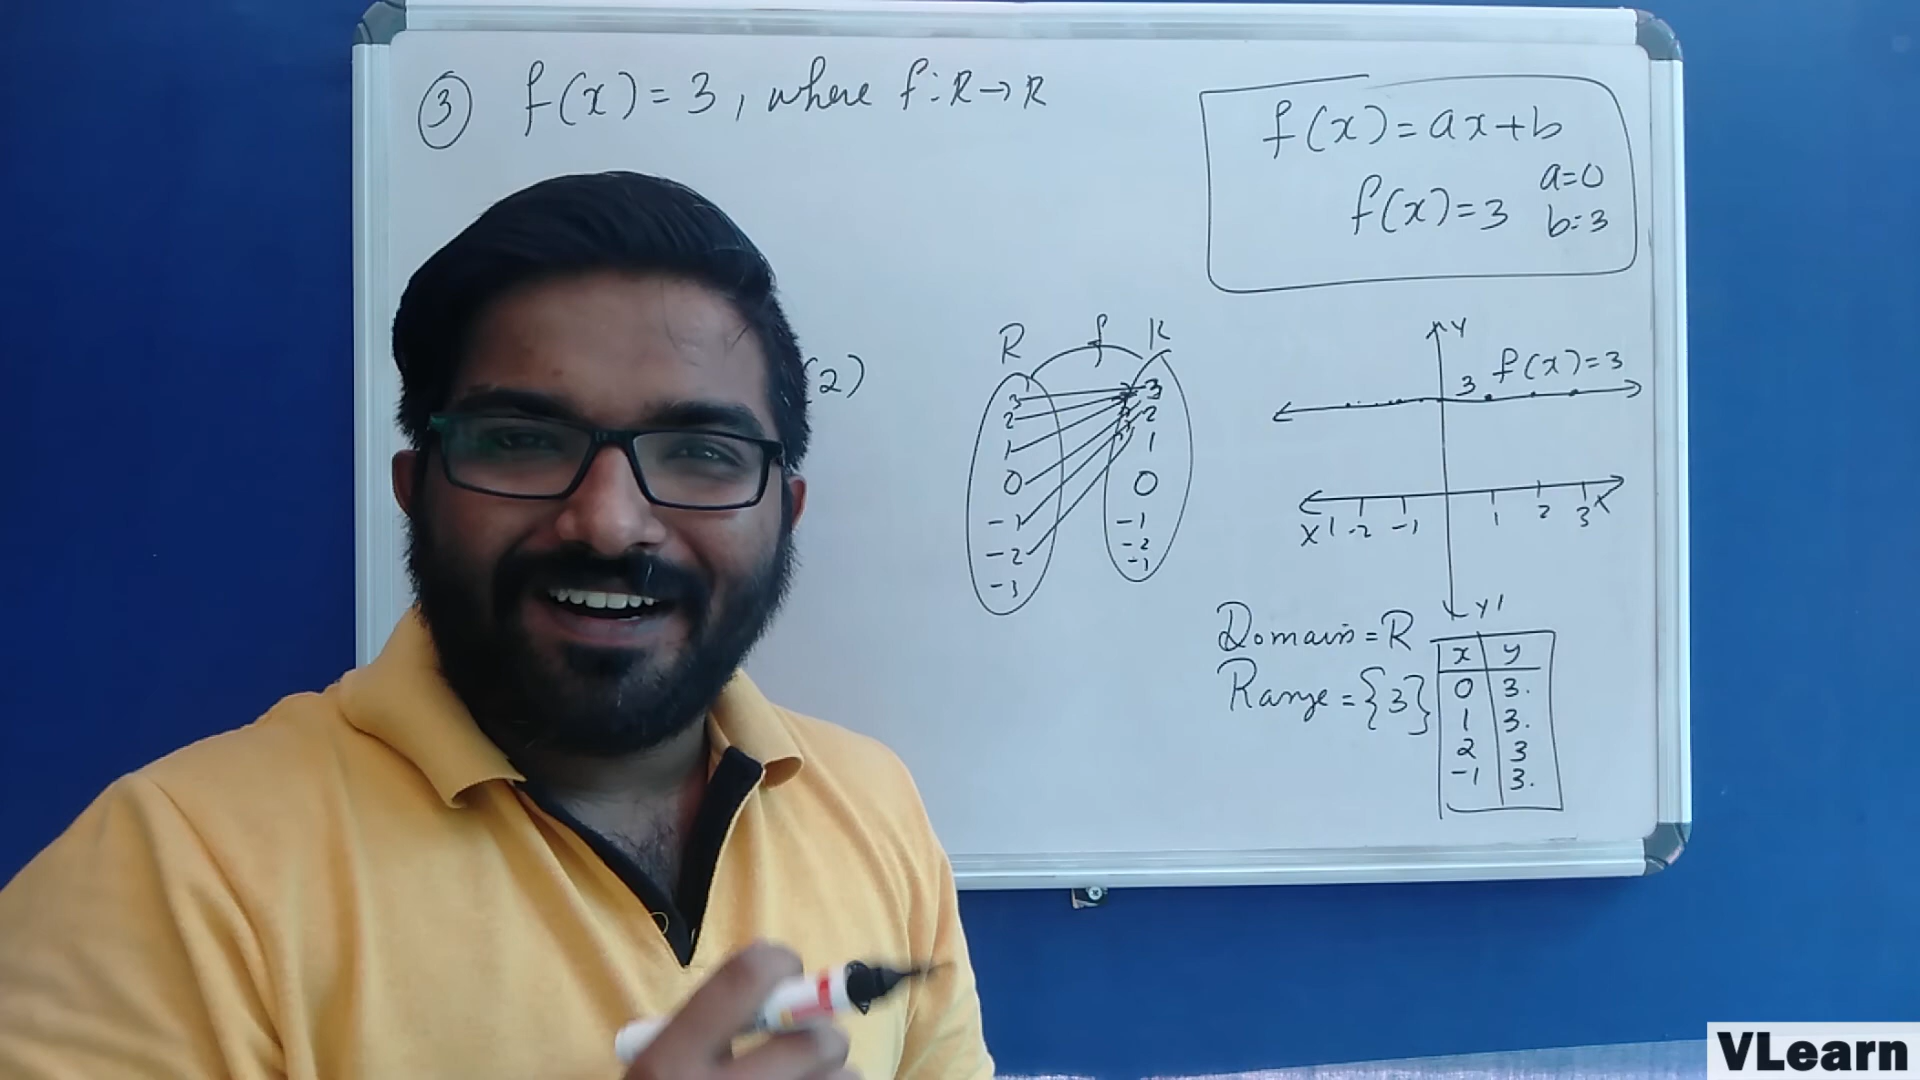 ③ f(x)=3, where f:R→R
f(x)=ax+b
a=0
f(x)=3
b=3
(2)
R f R
3 3
2 2
1 1
0 0
-1 -1
-2 -2
-3 -3
Y
3 f(x)=3
X' -2 -1 1 2 3 X
Y'
Domain=R
Range={3}
x y
0 3.
1 3.
2 3
-1 3.
VLearn